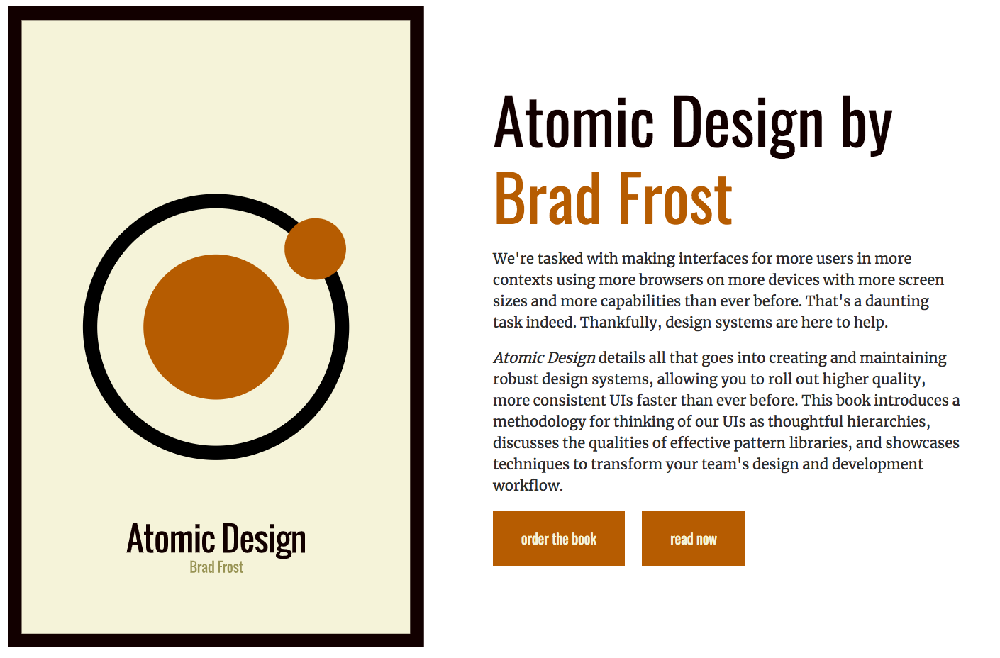 Atomic Design
Brad Frost
Atomic Design by
Brad Frost
We're tasked with making interfaces for more users in more
contexts using more browsers on more devices with more screen
sizes and more capabilities than ever before. That's a daunting
task indeed. Thankfully, design systems are here to help.
Atomic Design details all that goes into creating and maintaining
robust design systems, allowing you to roll out higher quality,
more consistent UIs faster than ever before. This book introduces a
methodology for thinking of our UIs as thoughtful hierarchies,
discusses the qualities of effective pattern libraries, and showcases
techniques to transform your team's design and development
workflow.
order the book
read now